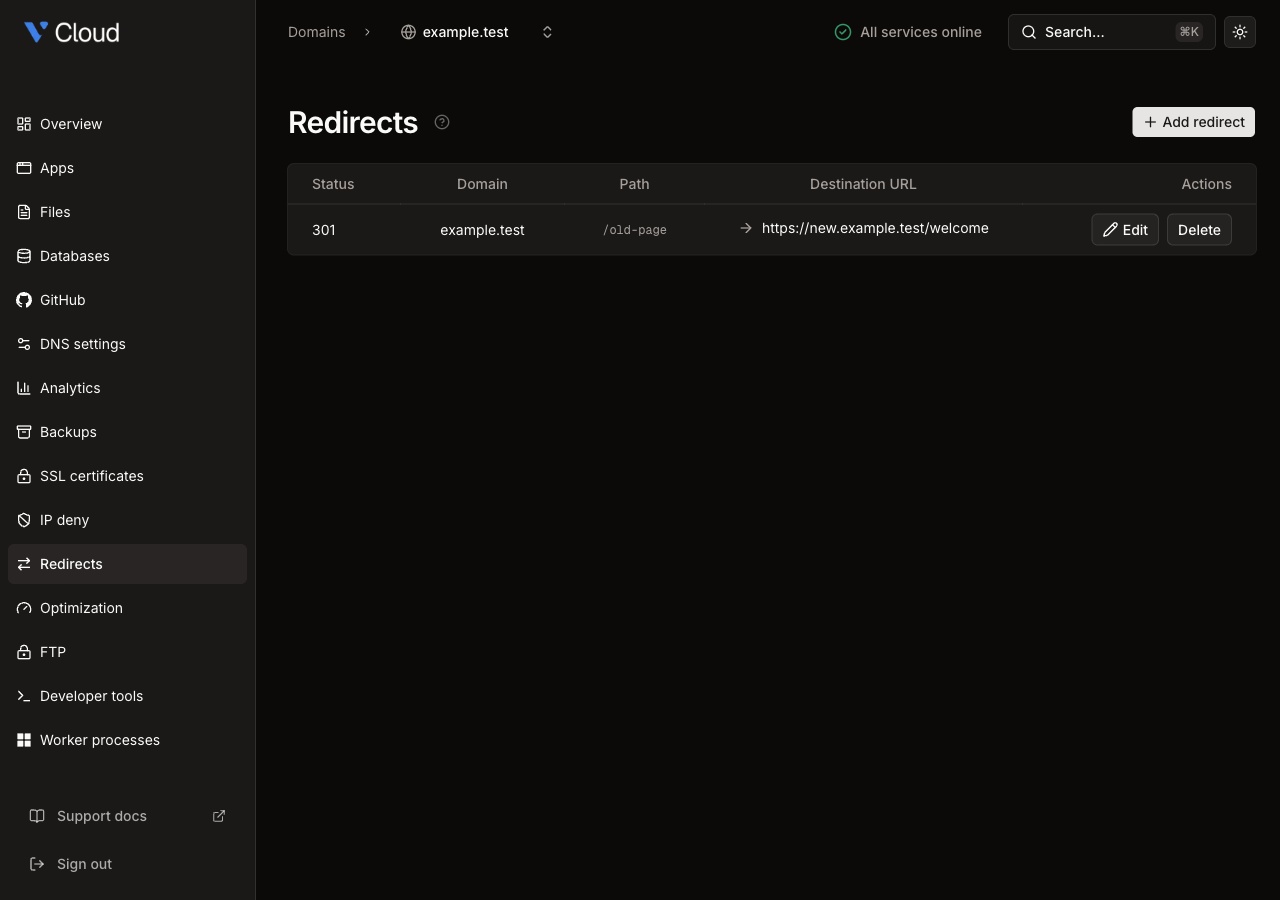 Cloud
Domains
example.test
All services online
Search...
⌘K
Overview
Apps
Files
Databases
GitHub
DNS settings
Analytics
Backups
SSL certificates
IP deny
Redirects
Optimization
FTP
Developer tools
Worker processes
Support docs
Sign out
Redirects
Add redirect
Status Domain Path Destination URL Actions
301 example.test /old-page → https://new.example.test/welcome Edit Delete